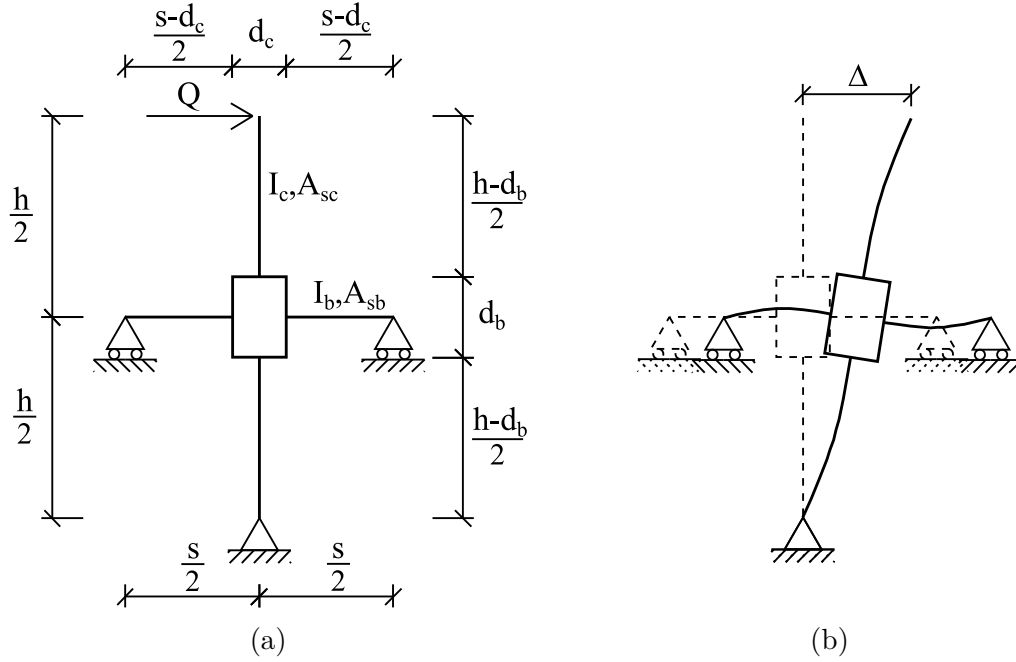 s-d_c
2
d_c
s-d_c
2
Q
Δ
I_c,A_sc
h
2
h-d_b
2
I_b,A_sb
d_b
h
2
h-d_b
2
s
2
s
2
(a)
(b)